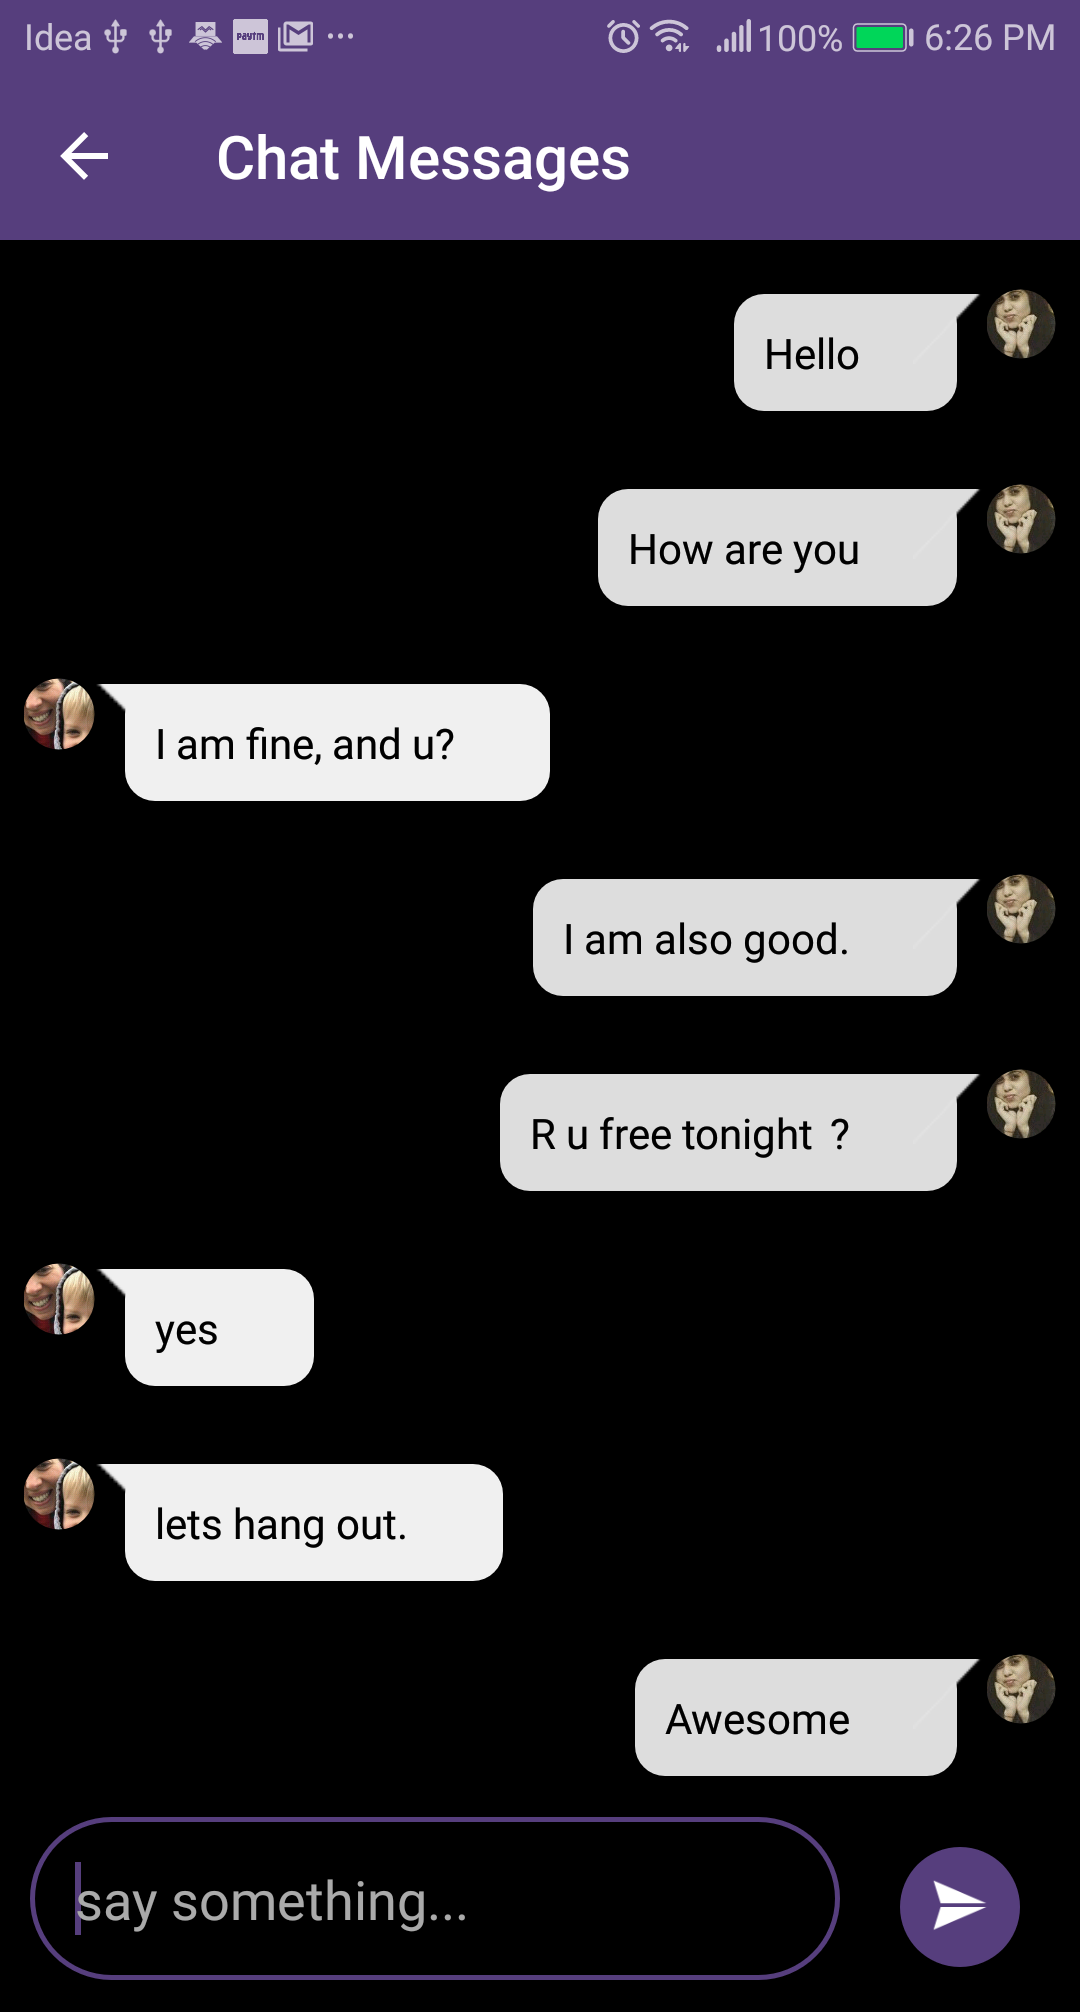 Idea Paytm 100% 6:26 PM
Chat Messages
Hello
How are you
I am fine, and u?
I am also good.
R u free tonight ?
yes
lets hang out.
Awesome
say something...